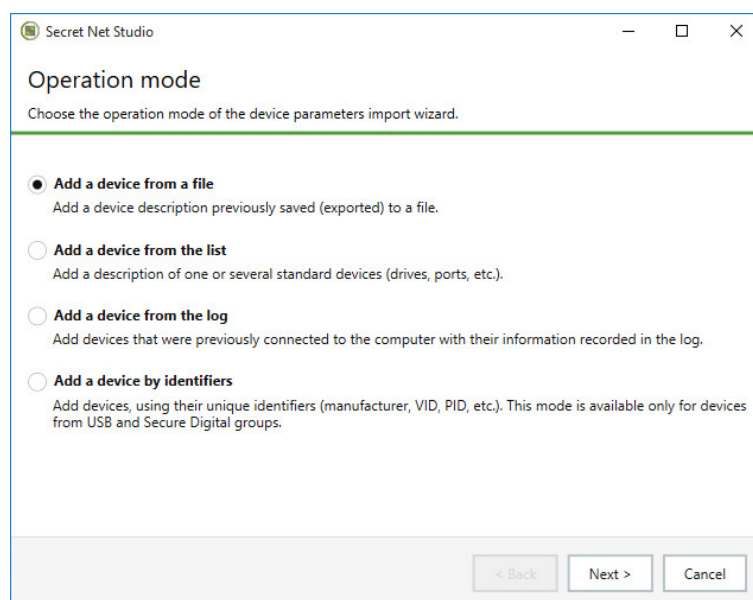 Secret Net Studio
Operation mode
Choose the operation mode of the device parameters import wizard.
Add a device from a file
Add a device description previously saved (exported) to a file.
Add a device from the list
Add a description of one or several standard devices (drives, ports, etc.).
Add a device from the log
Add devices that were previously connected to the computer with their information recorded in the log.
Add a device by identifiers
Add devices, using their unique identifiers (manufacturer, VID, PID, etc.). This mode is available only for devices
from USB and Secure Digital groups.
< Back Next > Cancel